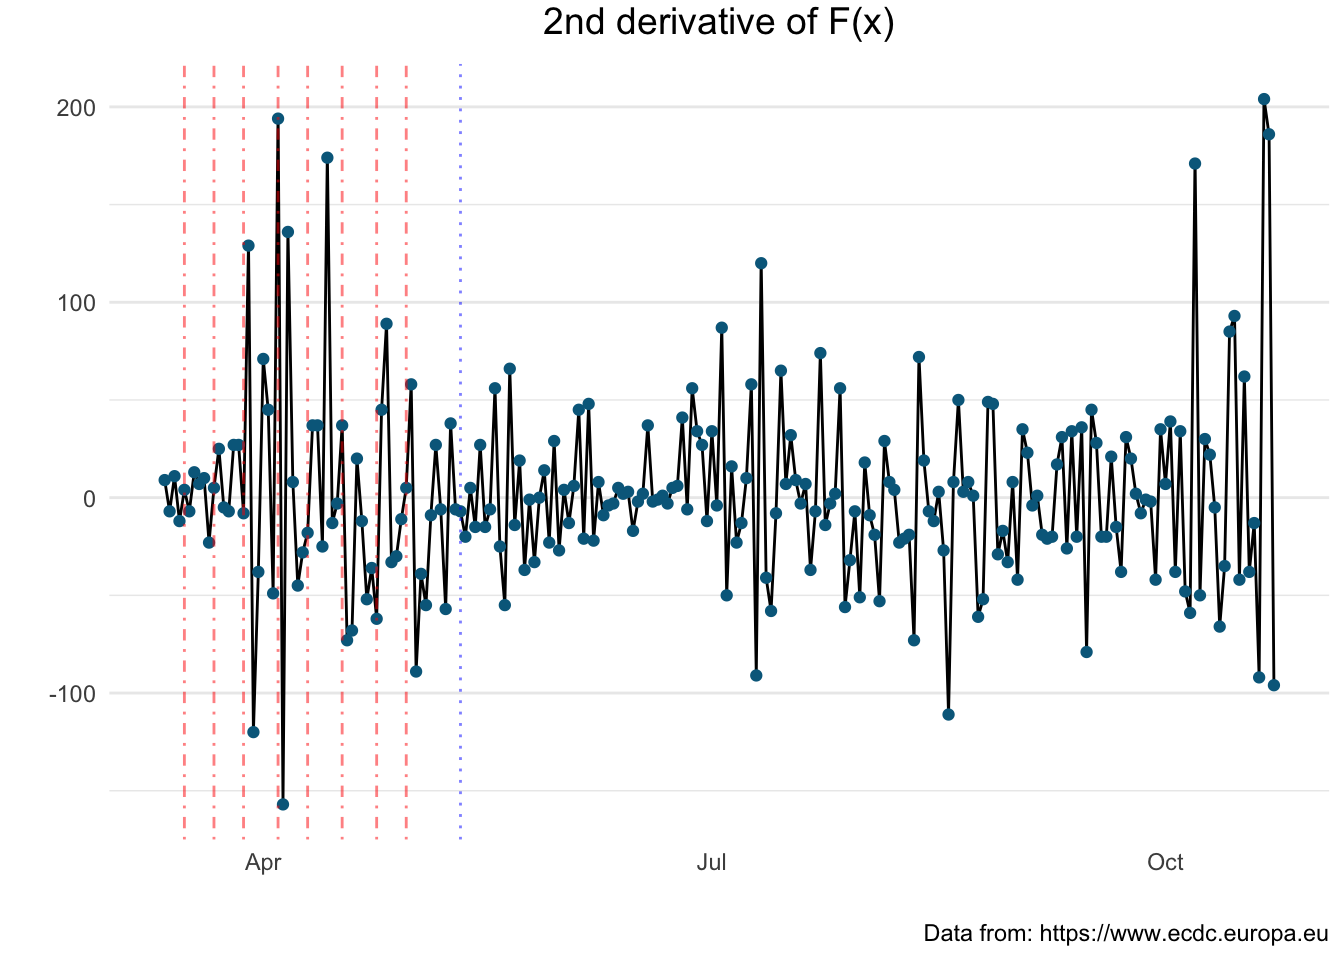 2nd derivative of F(x)
200
100
0
-100
Apr
Jul
Oct
Data from: https://www.ecdc.europa.eu